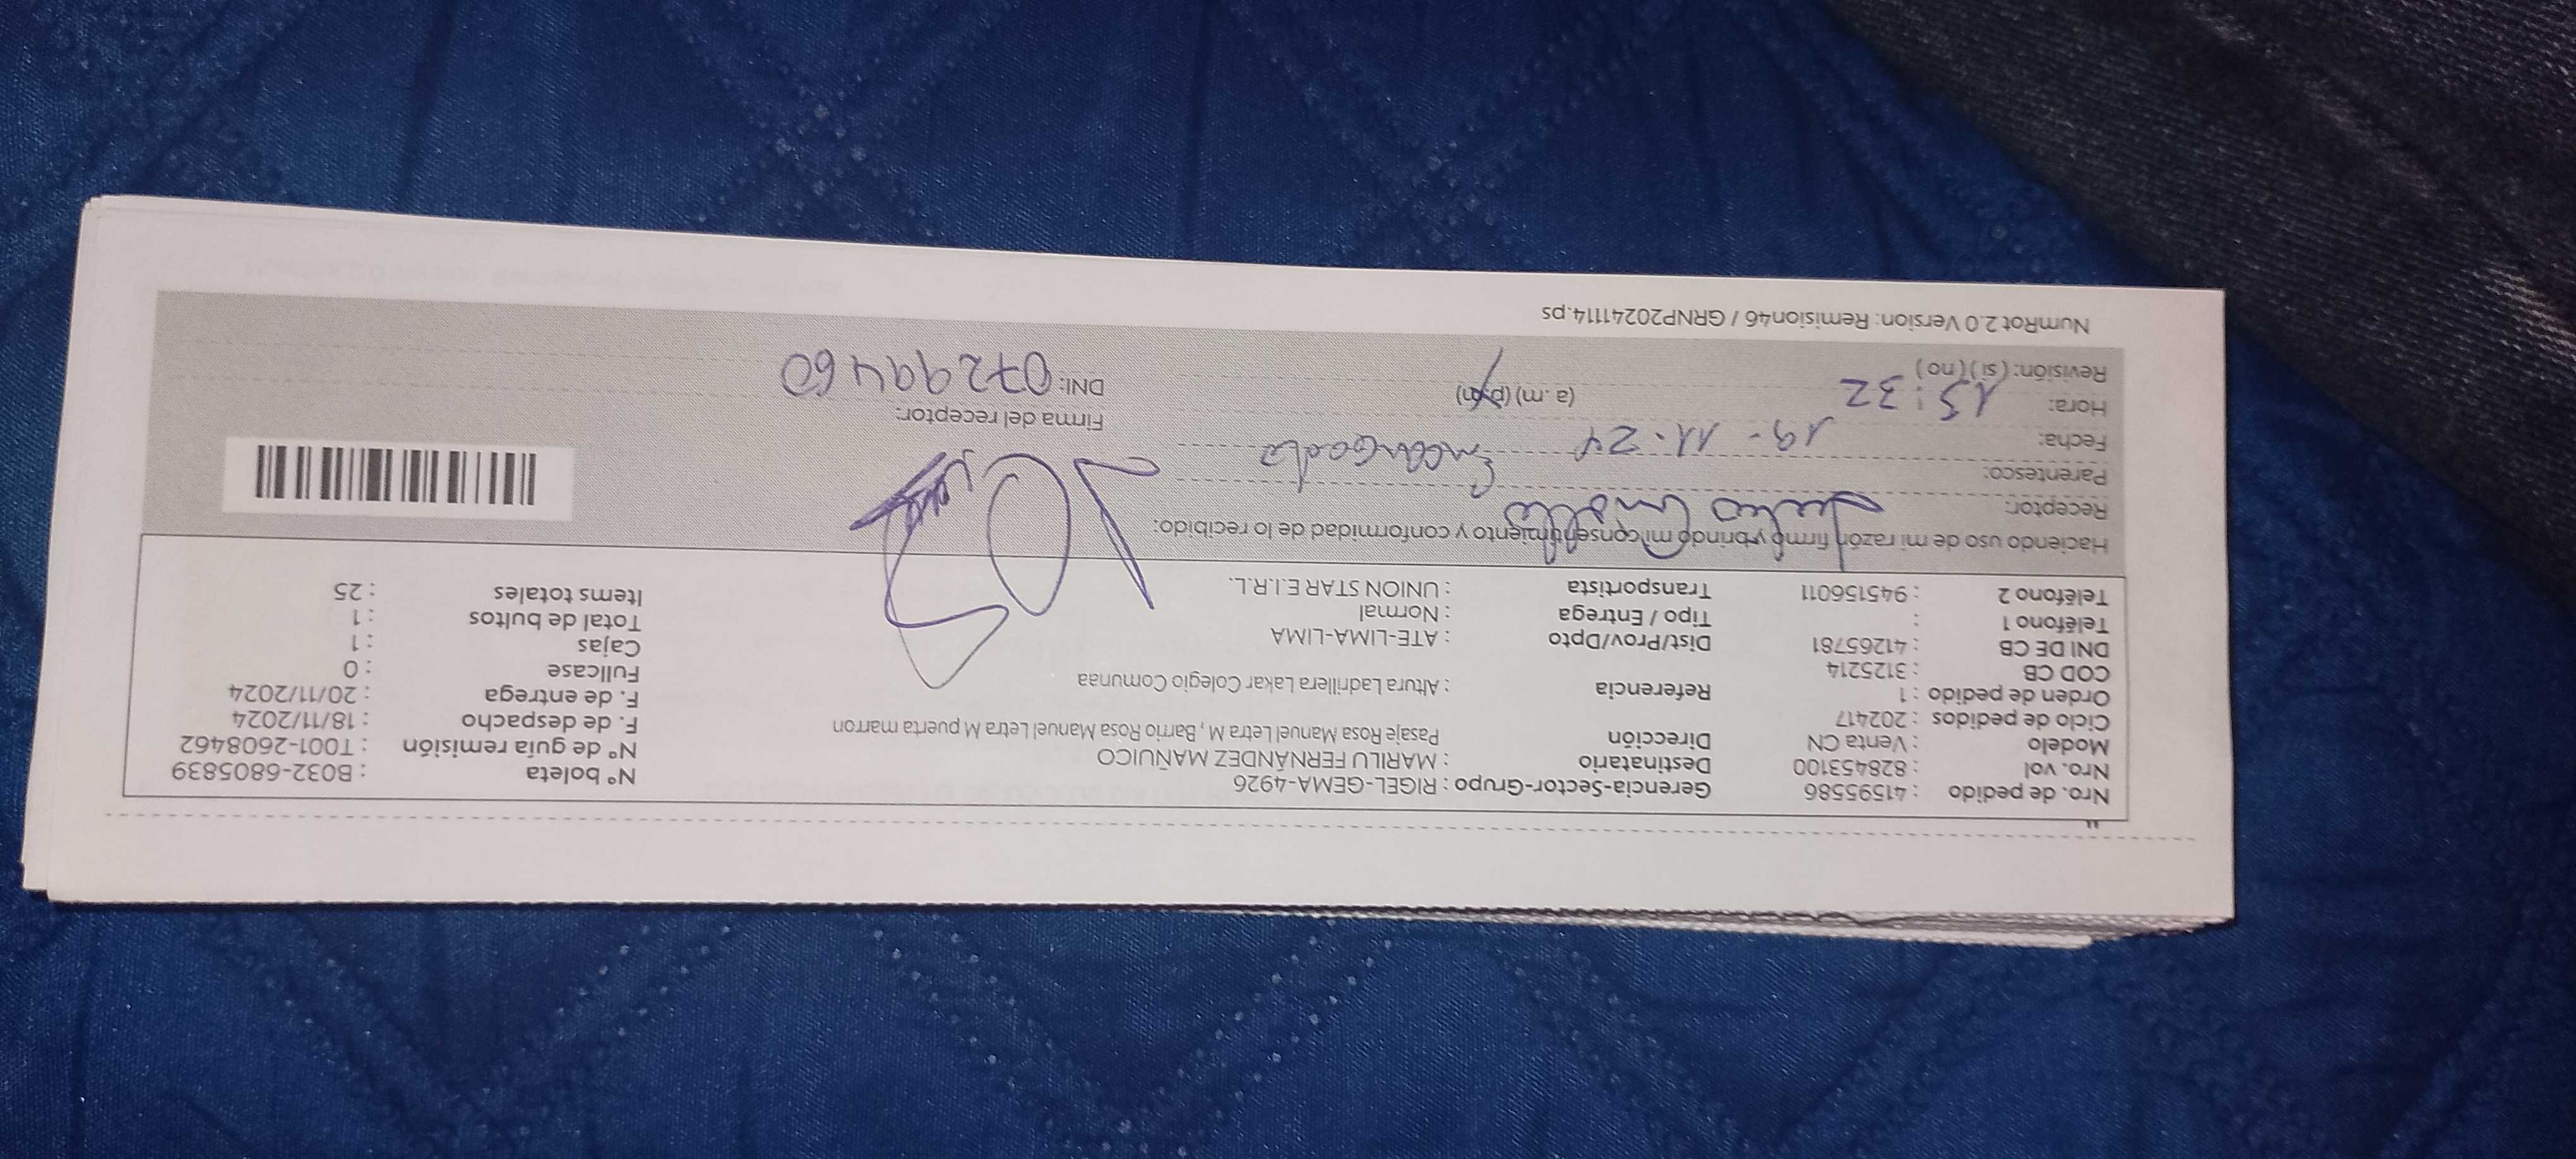 Nro. de pedido : 41595586 Gerencia-Sector-Grupo : RIGEL-GEMA-4926 N° boleta : B032-6805839
Nro. vol : 828453100 Destinatario : MARILU FERNÁNDEZ MAÑUICO N° de guía remisión : T001-2608462
Modelo : Venta CN Dirección Pasaje Rosa Manuel Letra M , Barrio Rosa Manuel Letra M puerta marron F. de despacho : 18/11/2024
Ciclo de pedidos : 202417 F. de entrega : 20/11/2024
Orden de pedido : 1 Referencia : Altura Ladrillera Lakar Colegio Comunaa Fullcase : 0
COD CB : 3125214 Cajas : 1
DNI DE CB : 41265781 Dist/Prov/Dpto : ATE-LIMA-LIMA Total de bultos : 1
Teléfono 1 : Tipo / Entrega : Normal Items totales : 25
Teléfono 2 : 945156011 Transportista : UNION STAR E.I.R.L.
Haciendo uso de mi razón firmo y brindo mi consentimiento y conformidad de lo recibido:
Receptor:
Parentesco: Encargado
Fecha: 19-11-24
Hora: 15:32 (a.m) (p.m) Firma del receptor:
Revisión: (si) (no) DNI: 07299460
NumRot 2.0 Version: Remision46 / GRNP20241114.ps